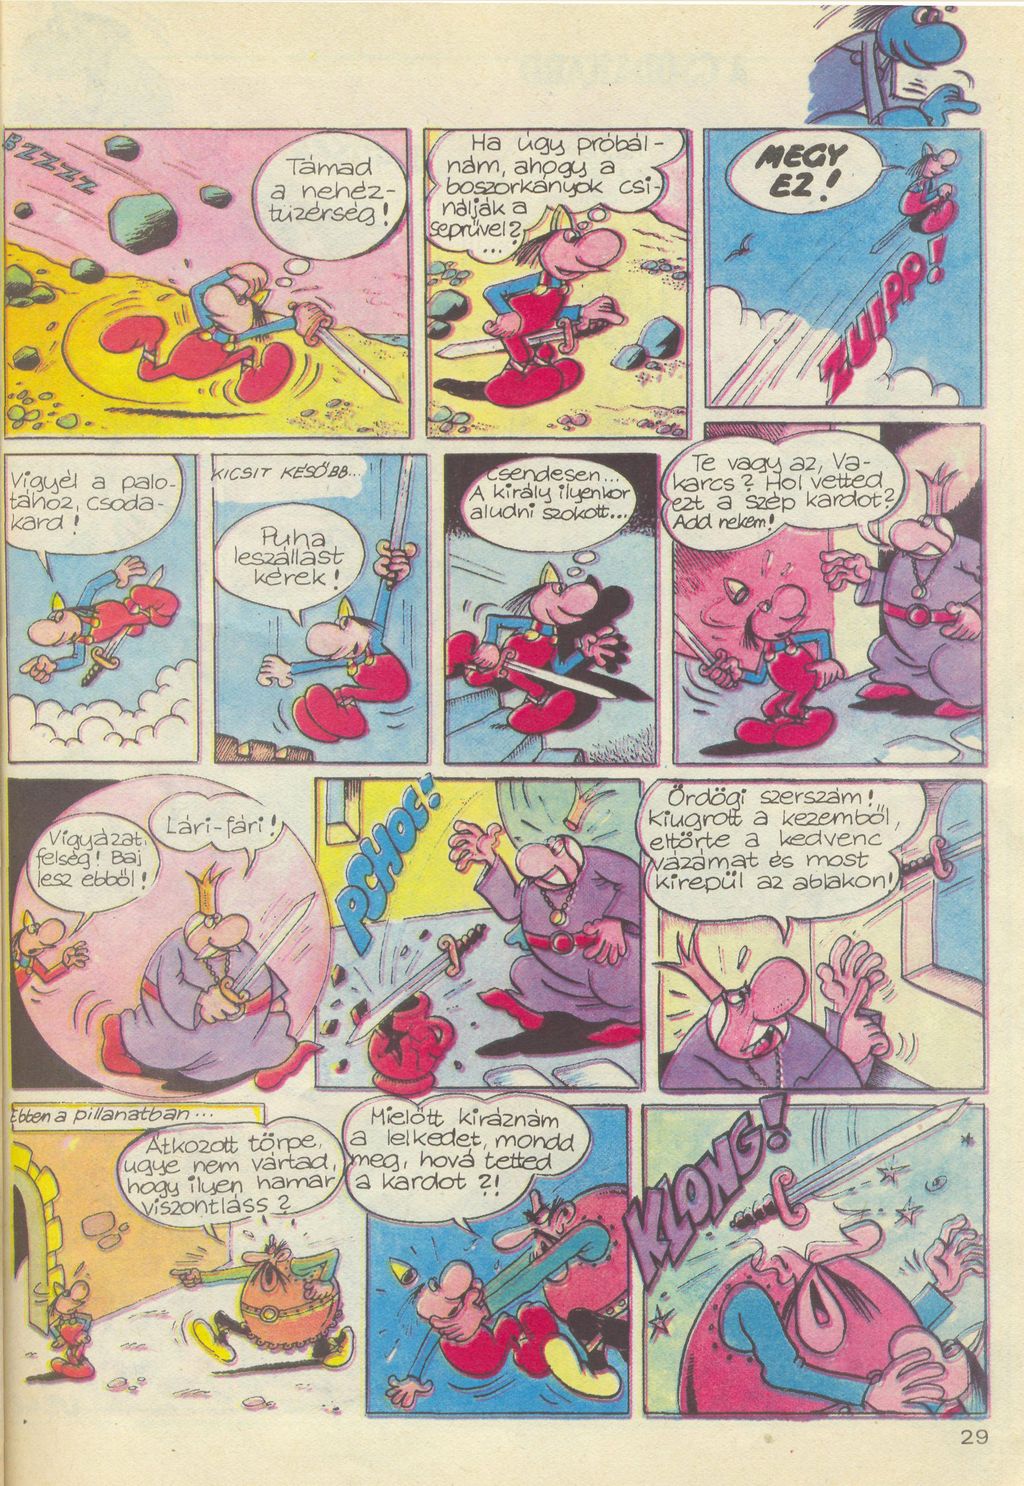 BZZZZ
Támad
a nehéz-
tüzérség!
Ha úgy próbál-
nám, ahogy a
boszorkányok csi-
nálják a
seprűvel?
...
MEGY
EZ!
ZUIPP!
Vigyél a palo-
tához, csoda-
kard!
KICSIT KÉSŐBB...
Puha
leszállást
kérek!
Csendesen...
A király ilyenkor
aludni szokott...
Te vagy az, Va-
karcs? Hol vetted
ezt a szép kardot?
Add nekem!
Vigyázat,
felség! Baj
lesz ebből!
Lári-fári!
PCHOC!
Ördögi szerszám!
Kiugrott a kezemből,
eltörte a kedvenc
vázámat és most
kirepül az ablakon!
Ebben a pillanatban...
Átkozott törpe,
ugye nem vártad,
hogy ilyen hamar
viszontláss?
Mielőtt kiráznám
a lelkedet, mondd
meg, hová tetted
a kardot?!
KLONG!
29